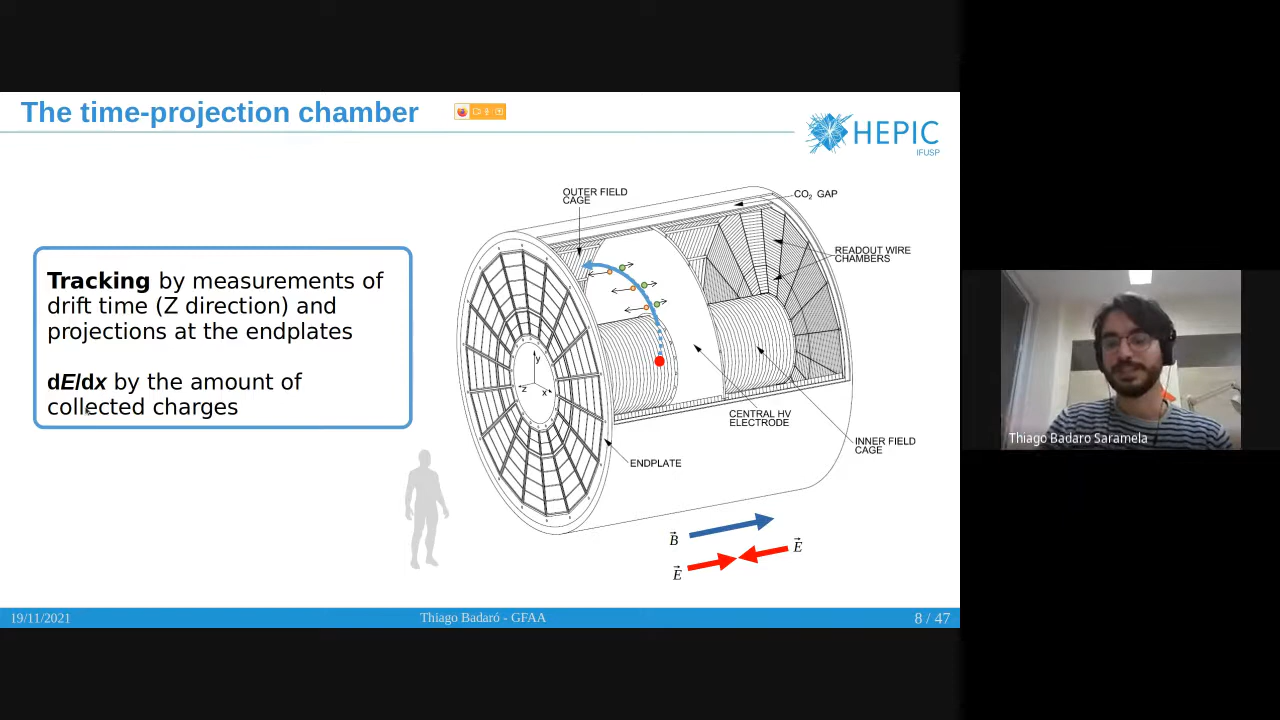 The time-projection chamber
HEPIC
IFUSP
OUTER FIELD
CAGE
CO₂ GAP
READOUT WIRE
CHAMBERS
Tracking by measurements of
drift time (Z direction) and
projections at the endplates
dE/dx by the amount of
collected charges
Y
Z
X
CENTRAL HV
ELECTRODE
INNER FIELD
CAGE
ENDPLATE
B
E
E
19/11/2021
Thiago Badaró - GFAA
8 / 47
Thiago Badaro Saramela